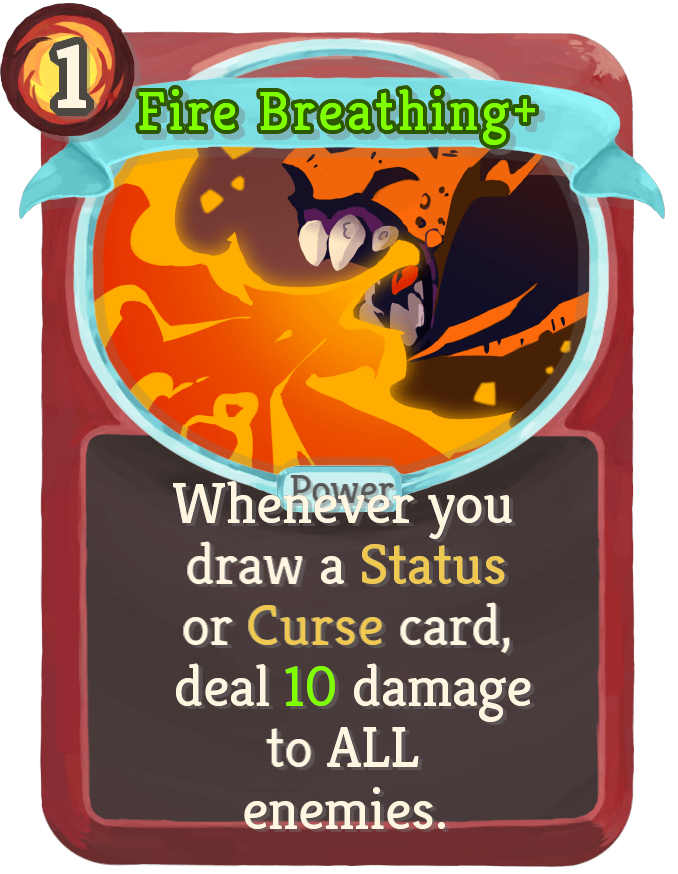 1
Fire Breathing+
Power
Whenever you
draw a Status
or Curse card,
deal 10 damage
to ALL
enemies.